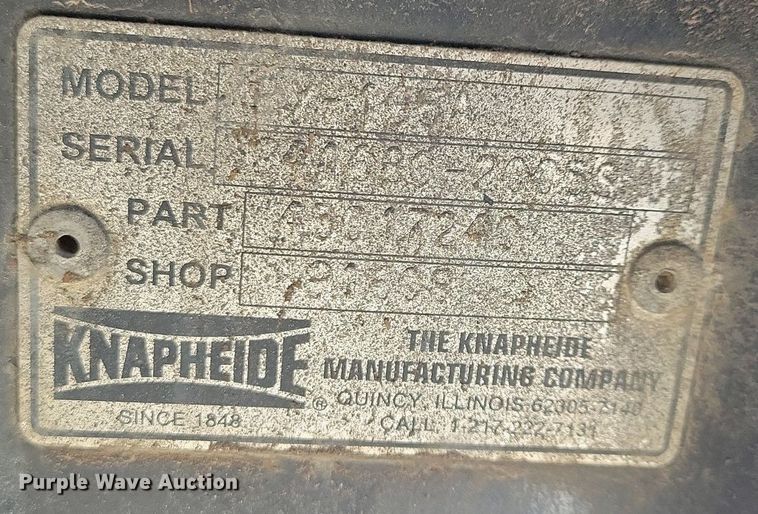 MODEL
SERIAL
PART
SHOP
KNAPHEIDE
SINCE 1848
®
THE KNAPHEIDE
MANUFACTURING COMPANY
QUINCY, ILLINOIS 62305-7140
CALL 1-217-222-7131
Purple Wave Auction